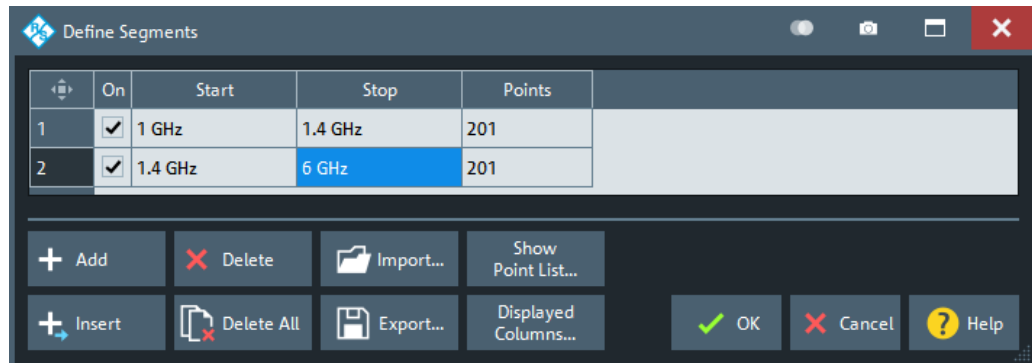 R&S Define Segments
On Start Stop Points
1 1 GHz 1.4 GHz 201
2 1.4 GHz 6 GHz 201
Add Delete Import... Show
Point List...
Insert Delete All Export... Displayed
Columns...
OK Cancel ? Help